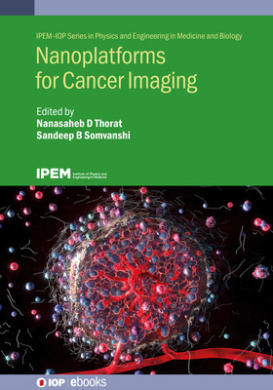 IPEM–IOP Series in Physics and Engineering in Medicine and Biology
Nanoplatforms
for Cancer Imaging
Edited by
Nanasaheb D Thorat
Sandeep B Somvanshi
IPEM Institute of Physics and
Engineering in Medicine
IOP ebooks